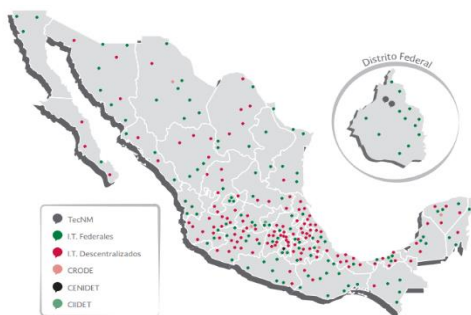 Distrito Federal
TecNM
I.T. Federales
I.T. Descentralizados
CRODE
CENIDET
CIIDET